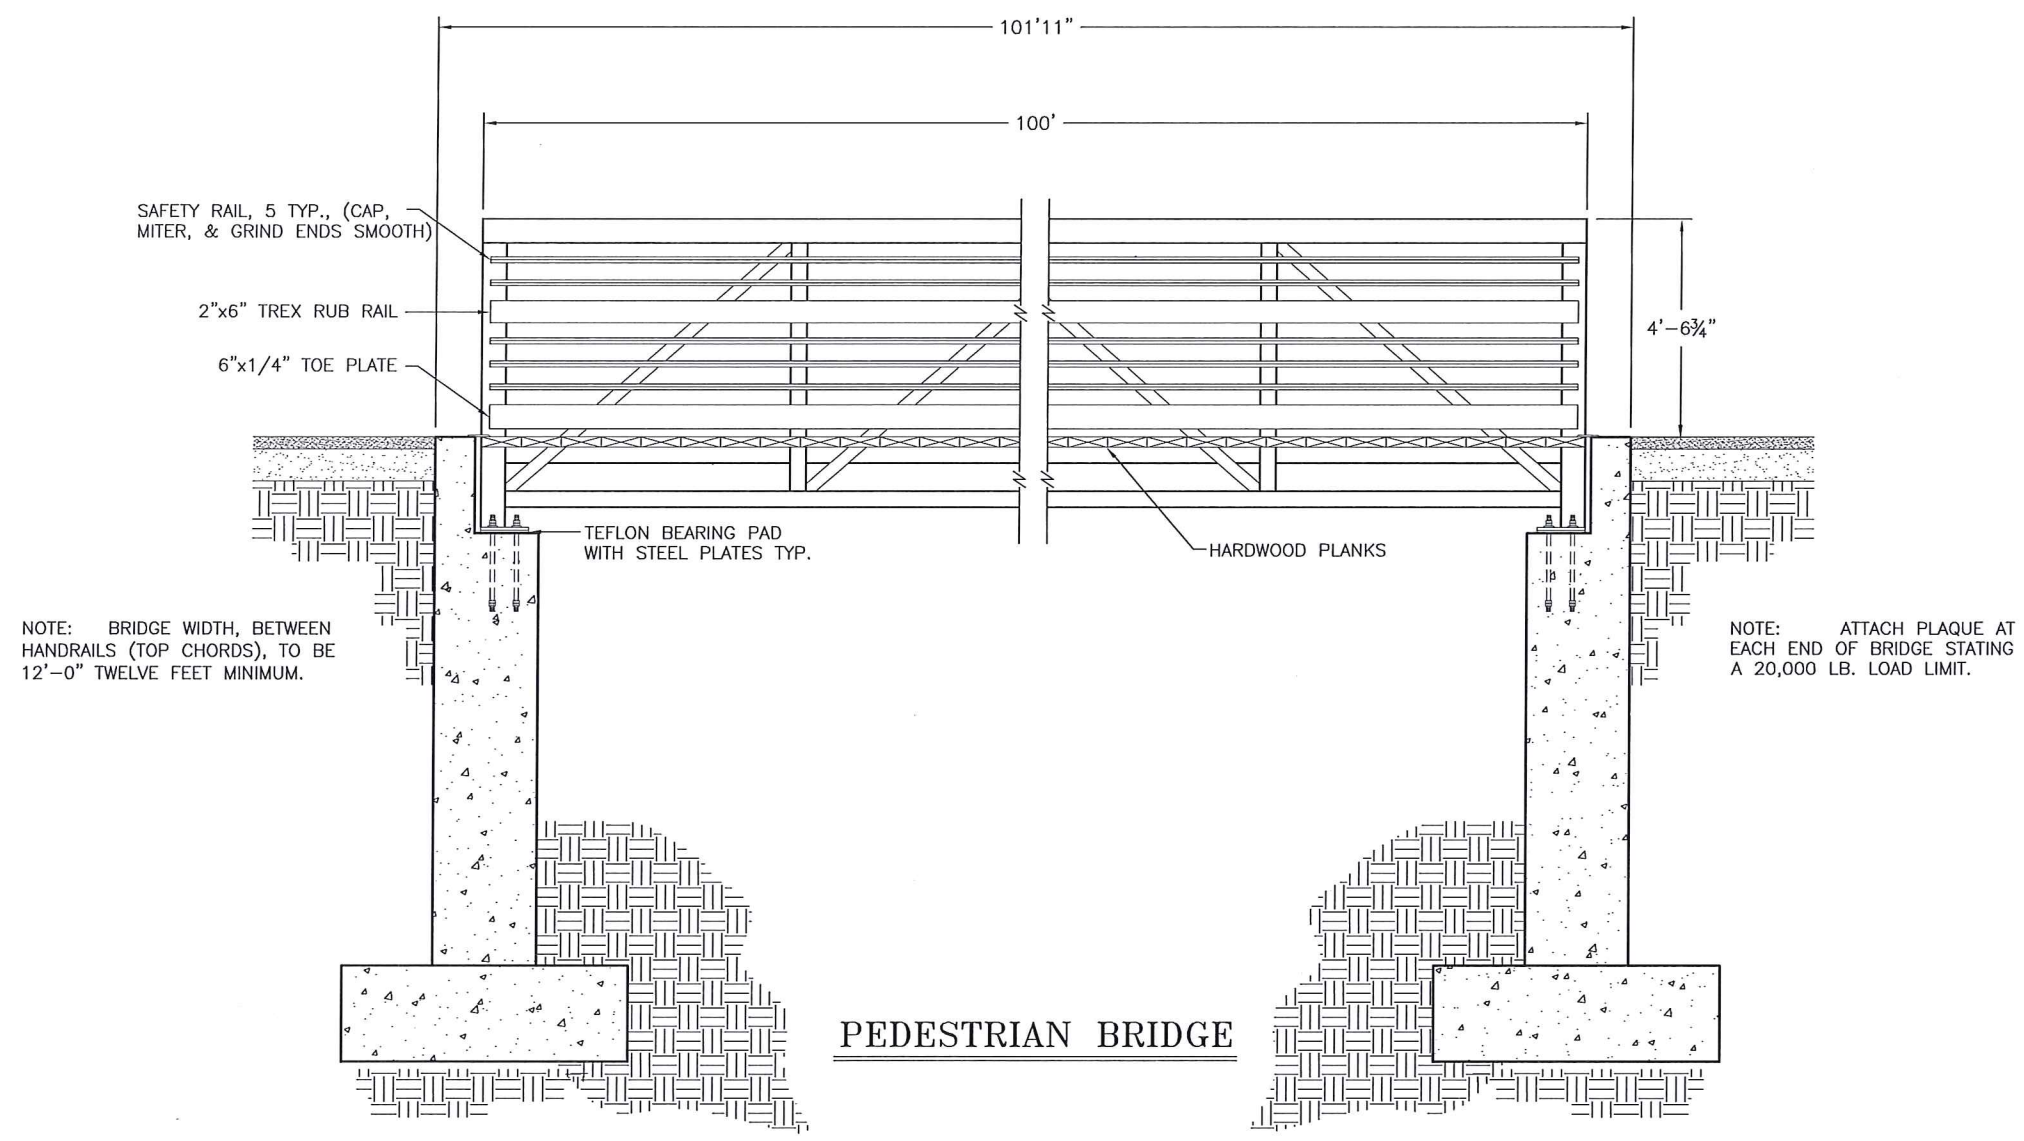 101'11"
100'
SAFETY RAIL, 5 TYP., (CAP,
MITER, & GRIND ENDS SMOOTH)
2"x6" TREX RUB RAIL
4'-6¾"
6"x1/4" TOE PLATE
TEFLON BEARING PAD
WITH STEEL PLATES TYP.
HARDWOOD PLANKS
NOTE: BRIDGE WIDTH, BETWEEN
HANDRAILS (TOP CHORDS), TO BE
12'-0" TWELVE FEET MINIMUM.
NOTE: ATTACH PLAQUE AT
EACH END OF BRIDGE STATING
A 20,000 LB. LOAD LIMIT.
PEDESTRIAN BRIDGE